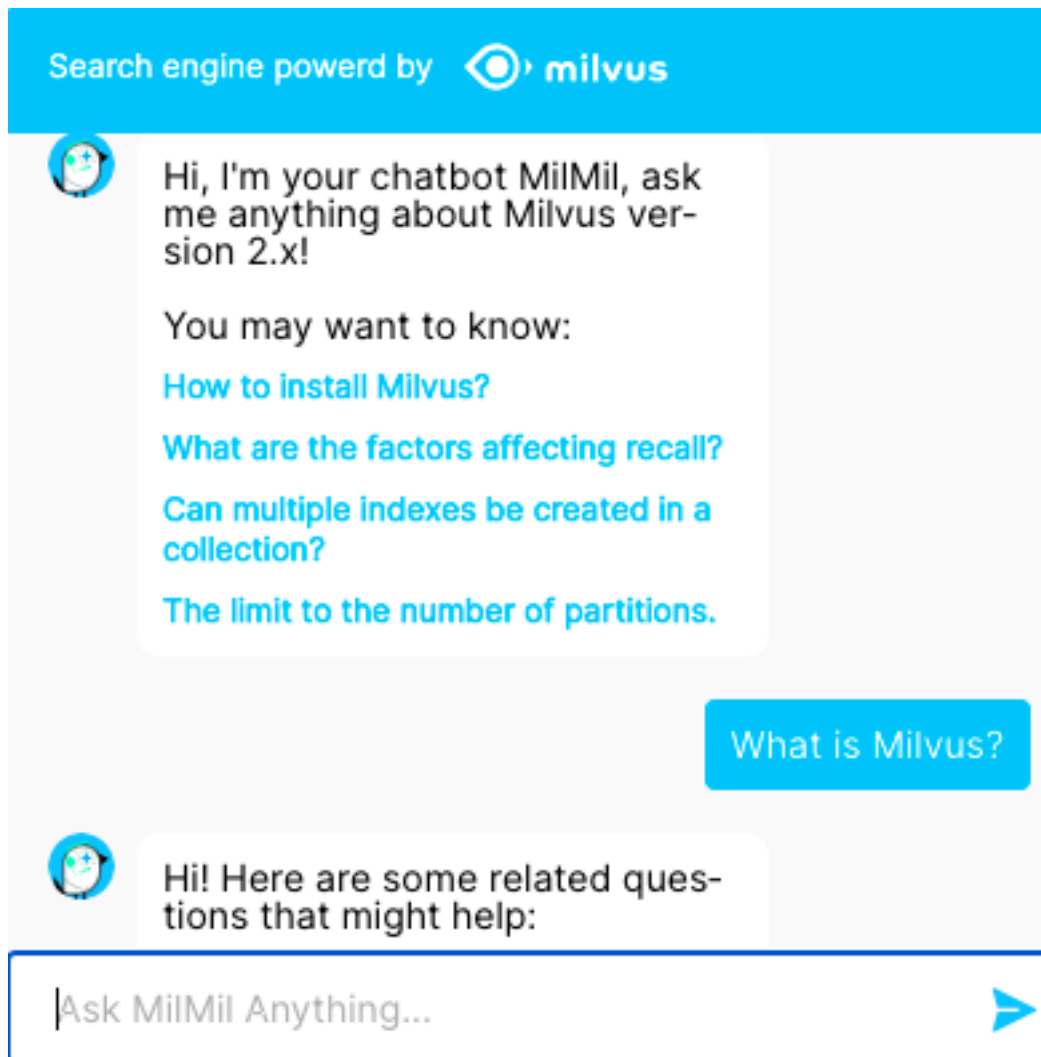 Search engine powerd by milvus
Hi, I'm your chatbot MilMil, ask
me anything about Milvus ver-
sion 2.x!
You may want to know:
How to install Milvus?
What are the factors affecting recall?
Can multiple indexes be created in a
collection?
The limit to the number of partitions.
What is Milvus?
Hi! Here are some related ques-
tions that might help:
Ask MilMil Anything...